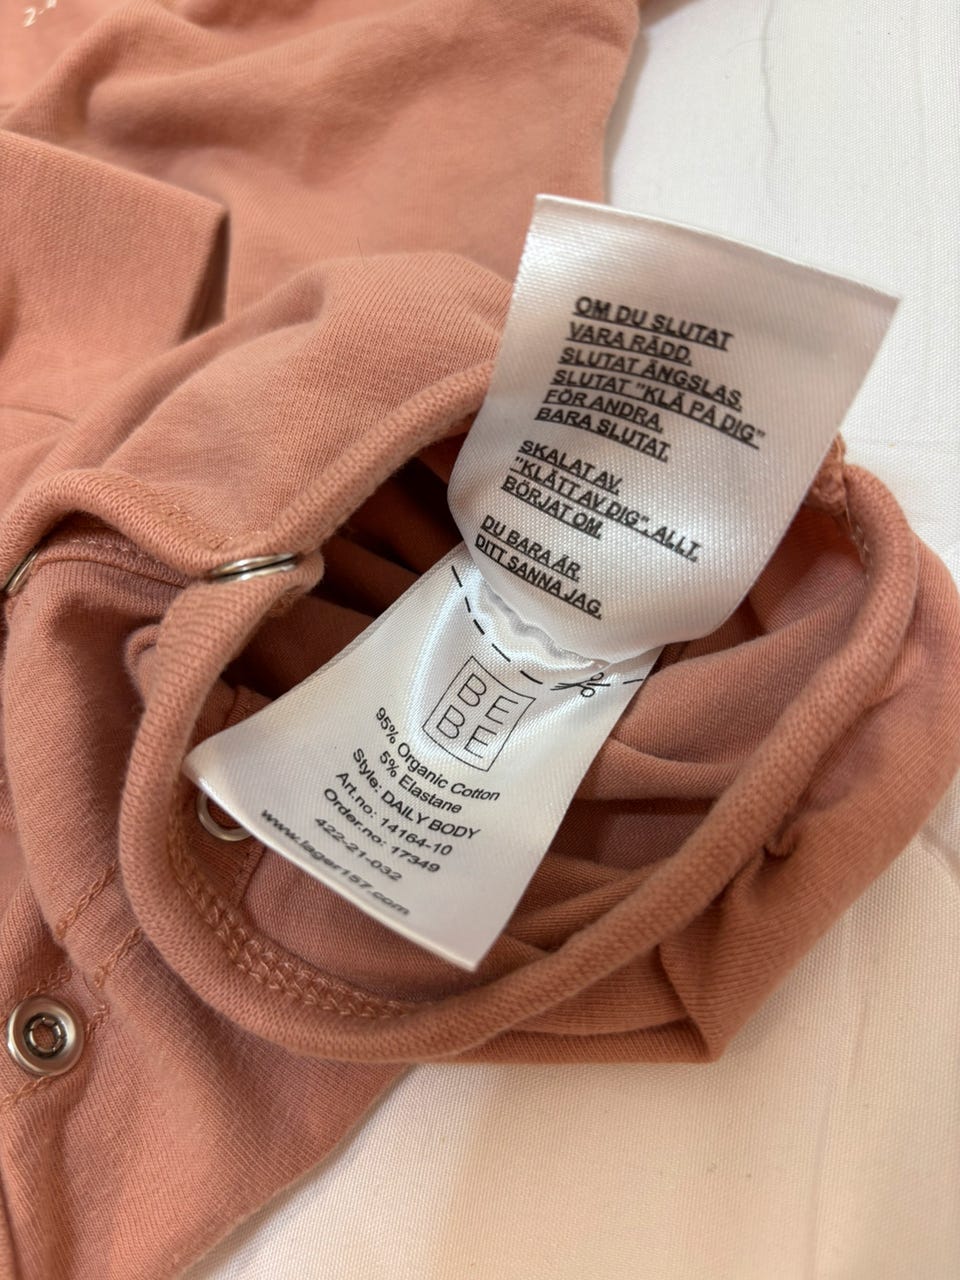 OM DU SLUTAT
VARA RÄDD.
SLUTAT ÄNGSLAS.
SLUTAT "KLÄ PÅ DIG"
FÖR ANDRA.
BARA SLUTAT.
SKALAT AV.
"KLÄTT AV DIG". ALLT.
BÖRJAT OM.
DU BARA ÄR.
DITT SANNA JAG.
BE
BE
95% Organic Cotton
5% Elastane
Style: DAILY BODY
Art.no: 14164-10
Order.no: 17349
422-21-032
www.lager157.com